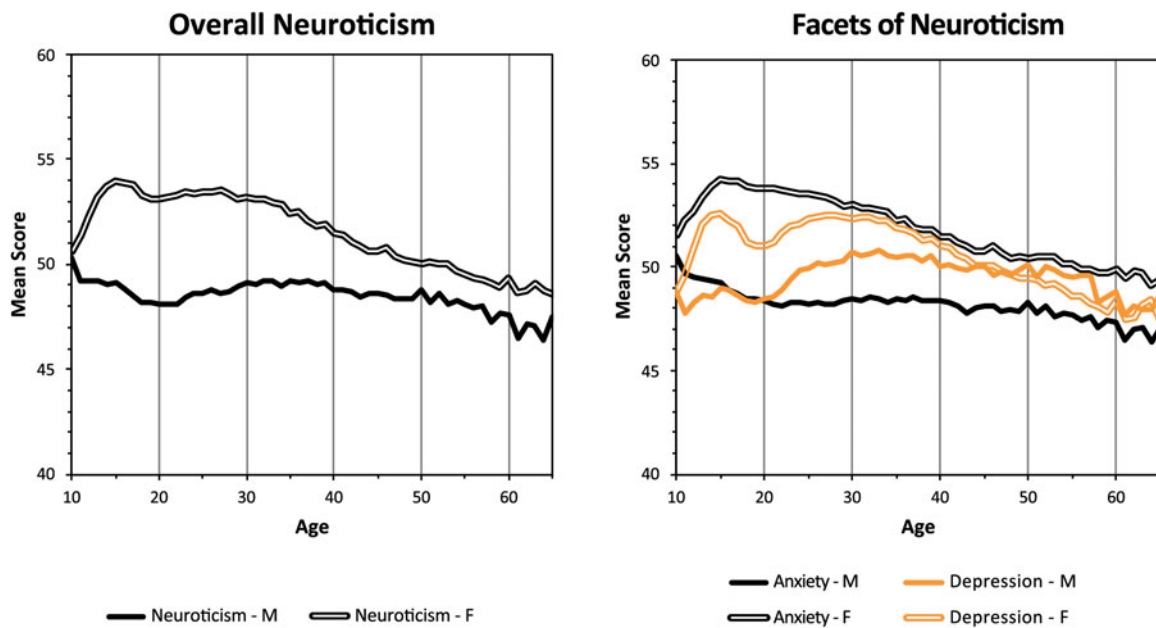 Overall Neuroticism
60
55
50
45
40
Mean Score
10 20 30 40 50 60
Age
Neuroticism - M Neuroticism - F
Facets of Neuroticism
60
55
50
45
40
Mean Score
10 20 30 40 50 60
Age
Anxiety - M Depression - M
Anxiety - F Depression - F